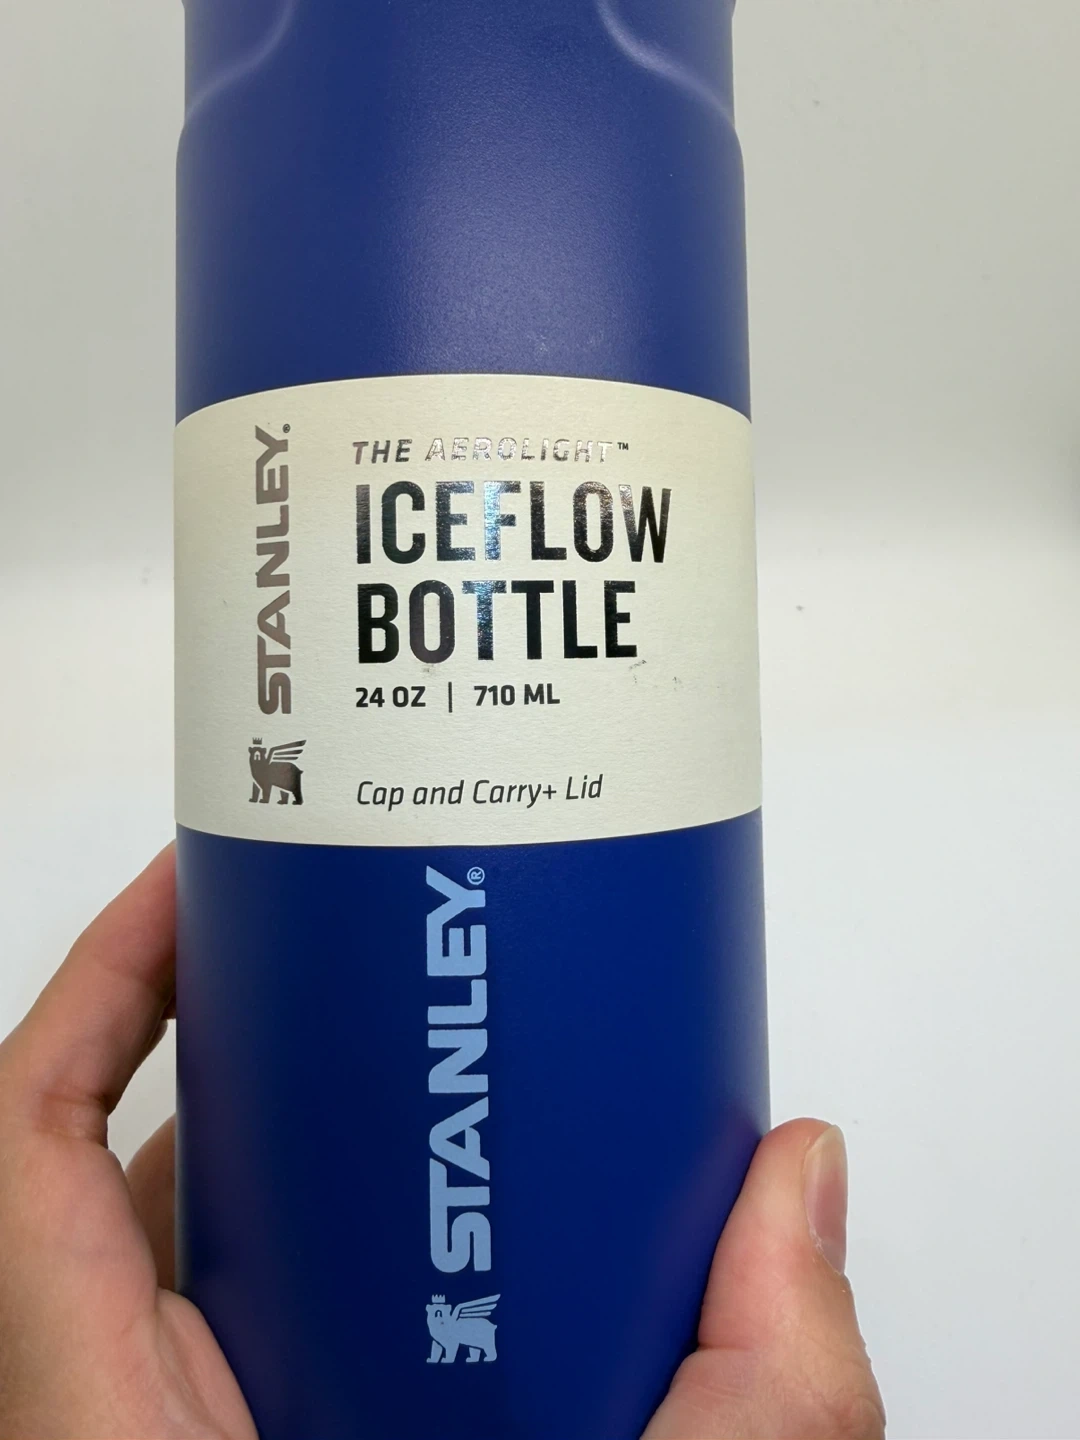 STANLEY®
THE AEROLIGHT™
ICEFLOW
BOTTLE
24 OZ | 710 ML
Cap and Carry+ Lid
STANLEY®